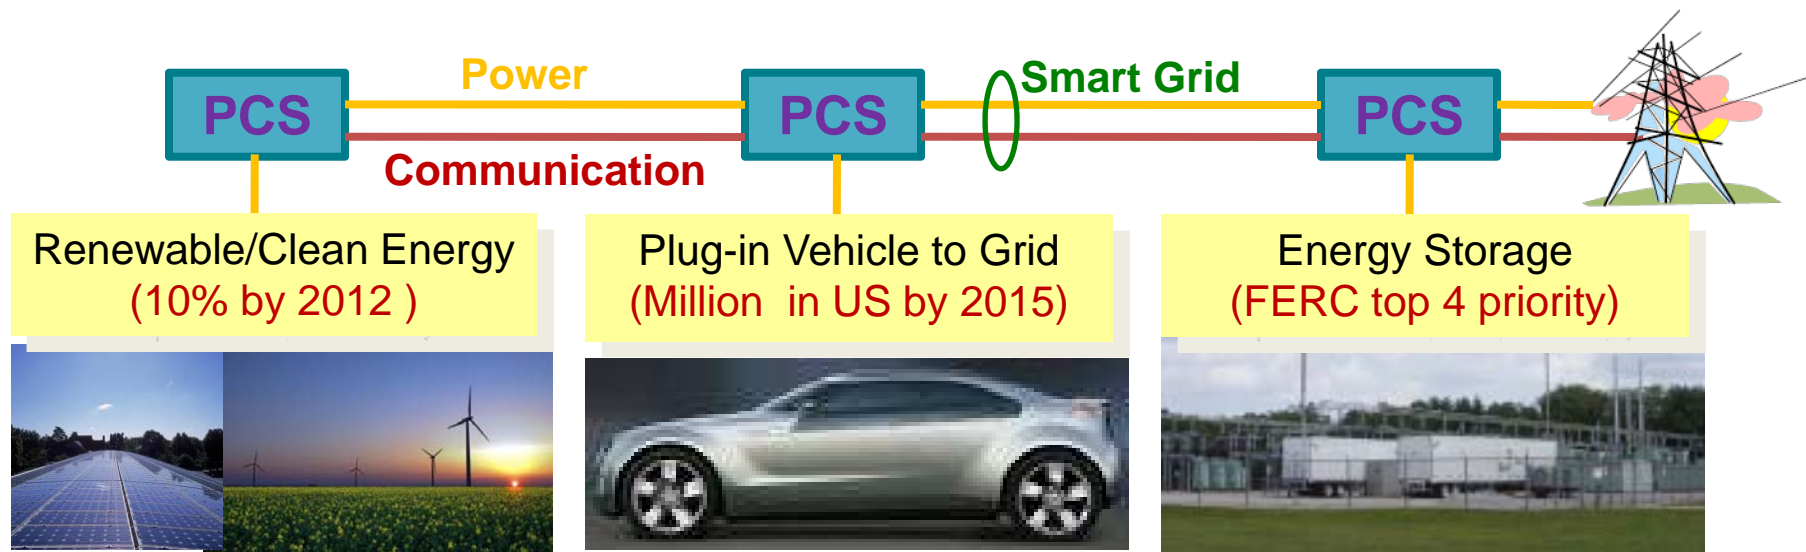 Power
Smart Grid
PCS
PCS
PCS
Communication
Renewable/Clean Energy
(10% by 2012 )
Plug-in Vehicle to Grid
(Million  in US by 2015)
Energy Storage
(FERC top 4 priority)